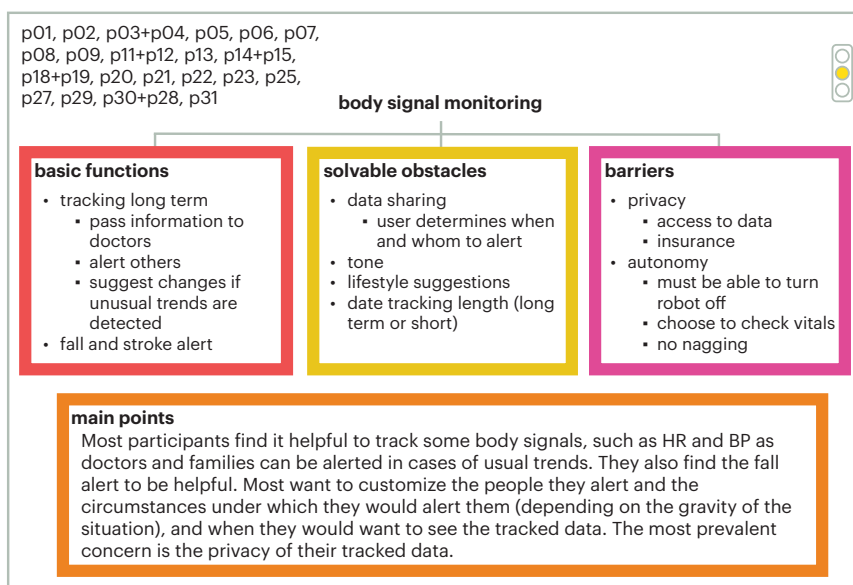 p01, p02, p03+p04, p05, p06, p07,
p08, p09, p11+p12, p13, p14+p15,
p18+p19, p20, p21, p22, p23, p25,
p27, p29, p30+p28, p31
body signal monitoring
basic functions
• tracking long term
▪ pass information to
doctors
▪ alert others
▪ suggest changes if
unusual trends are
detected
• fall and stroke alert
solvable obstacles
• data sharing
▪ user determines when
and whom to alert
• tone
• lifestyle suggestions
• date tracking length (long
term or short)
barriers
• privacy
▪ access to data
▪ insurance
• autonomy
▪ must be able to turn
robot off
▪ choose to check vitals
▪ no nagging
main points
Most participants find it helpful to track some body signals, such as HR and BP as
doctors and families can be alerted in cases of usual trends. They also find the fall
alert to be helpful. Most want to customize the people they alert and the
circumstances under which they would alert them (depending on the gravity of the
situation), and when they would want to see the tracked data. The most prevalent
concern is the privacy of their tracked data.